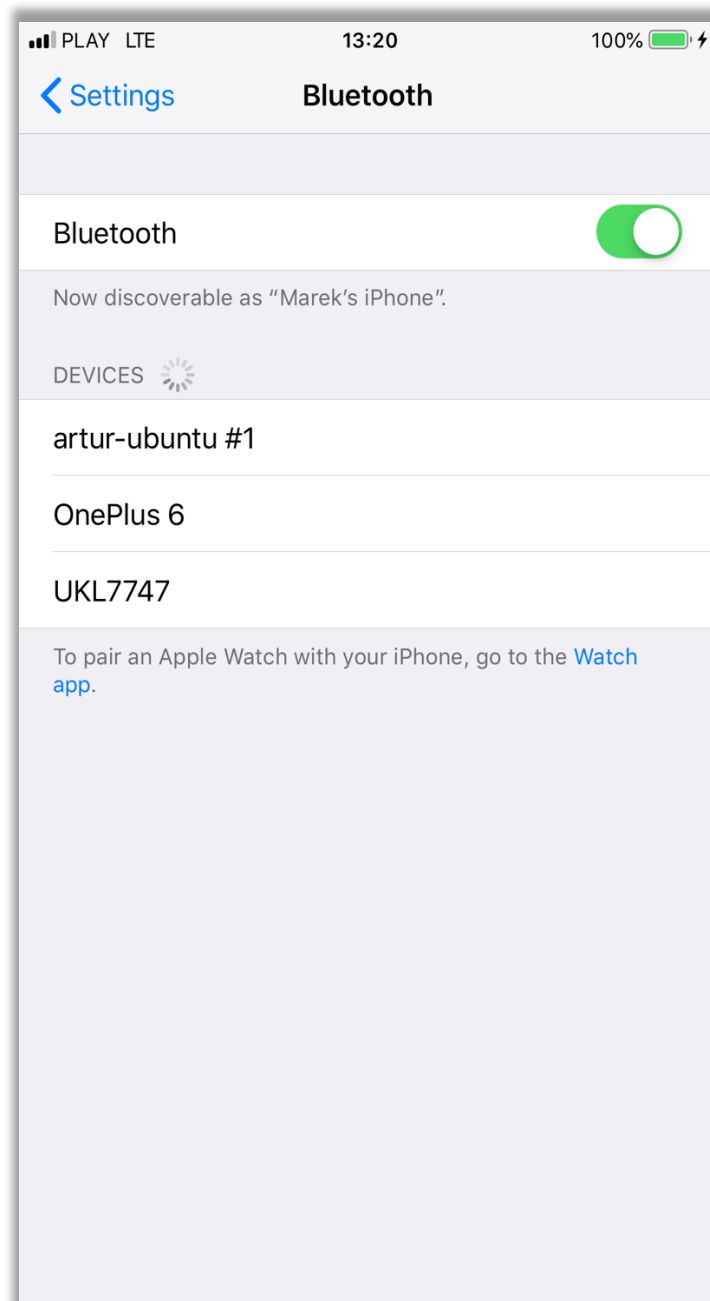 PLAY LTE 13:20 100%
Settings Bluetooth
Bluetooth
Now discoverable as “Marek’s iPhone”.
DEVICES
artur-ubuntu #1
OnePlus 6
UKL7747
To pair an Apple Watch with your iPhone, go to the Watch
app.